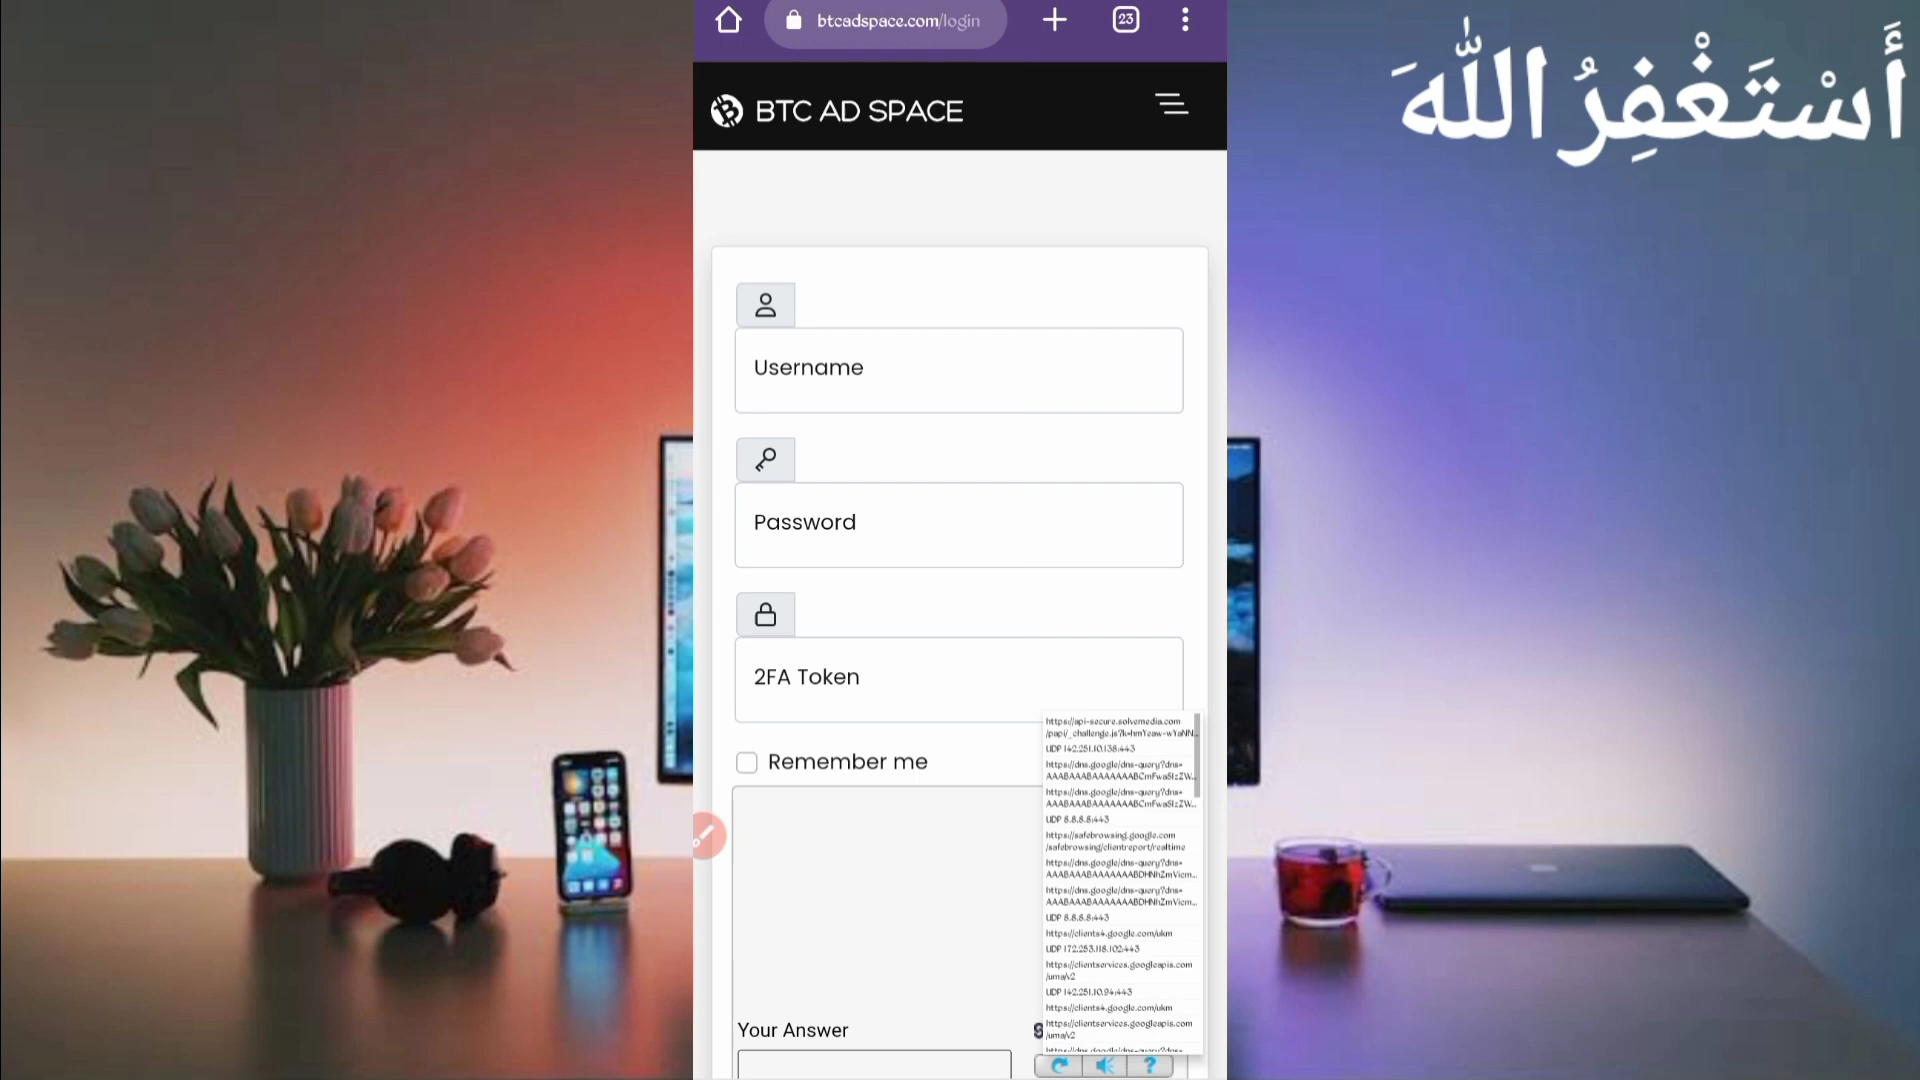 btcadspace.com/login
23
أَسْتَغْفِرُ اللّٰهَ
BTC AD SPACE
Username
Password
2FA Token
Remember me
https://api-secure.solvemedia.com
UDP 142.251.10.138:443
https://dns.google/dns-query?dns=
https://dns.google/dns-query?dns=
UDP 8.8.8.8:443
https://safebrowsing.google.com
/safebrowsing/clientreport/realtime
https://dns.google/dns-query?dns=
https://dns.google/dns-query?dns=
UDP 8.8.8.8:443
https://clients4.google.com/ukm
UDP 172.253.118.102:443
https://clientservices.googleapis.com
/uma/v2
UDP 142.251.10.94:443
https://clients4.google.com/ukm
https://clientservices.googleapis.com
/uma/v2
Your Answer
?